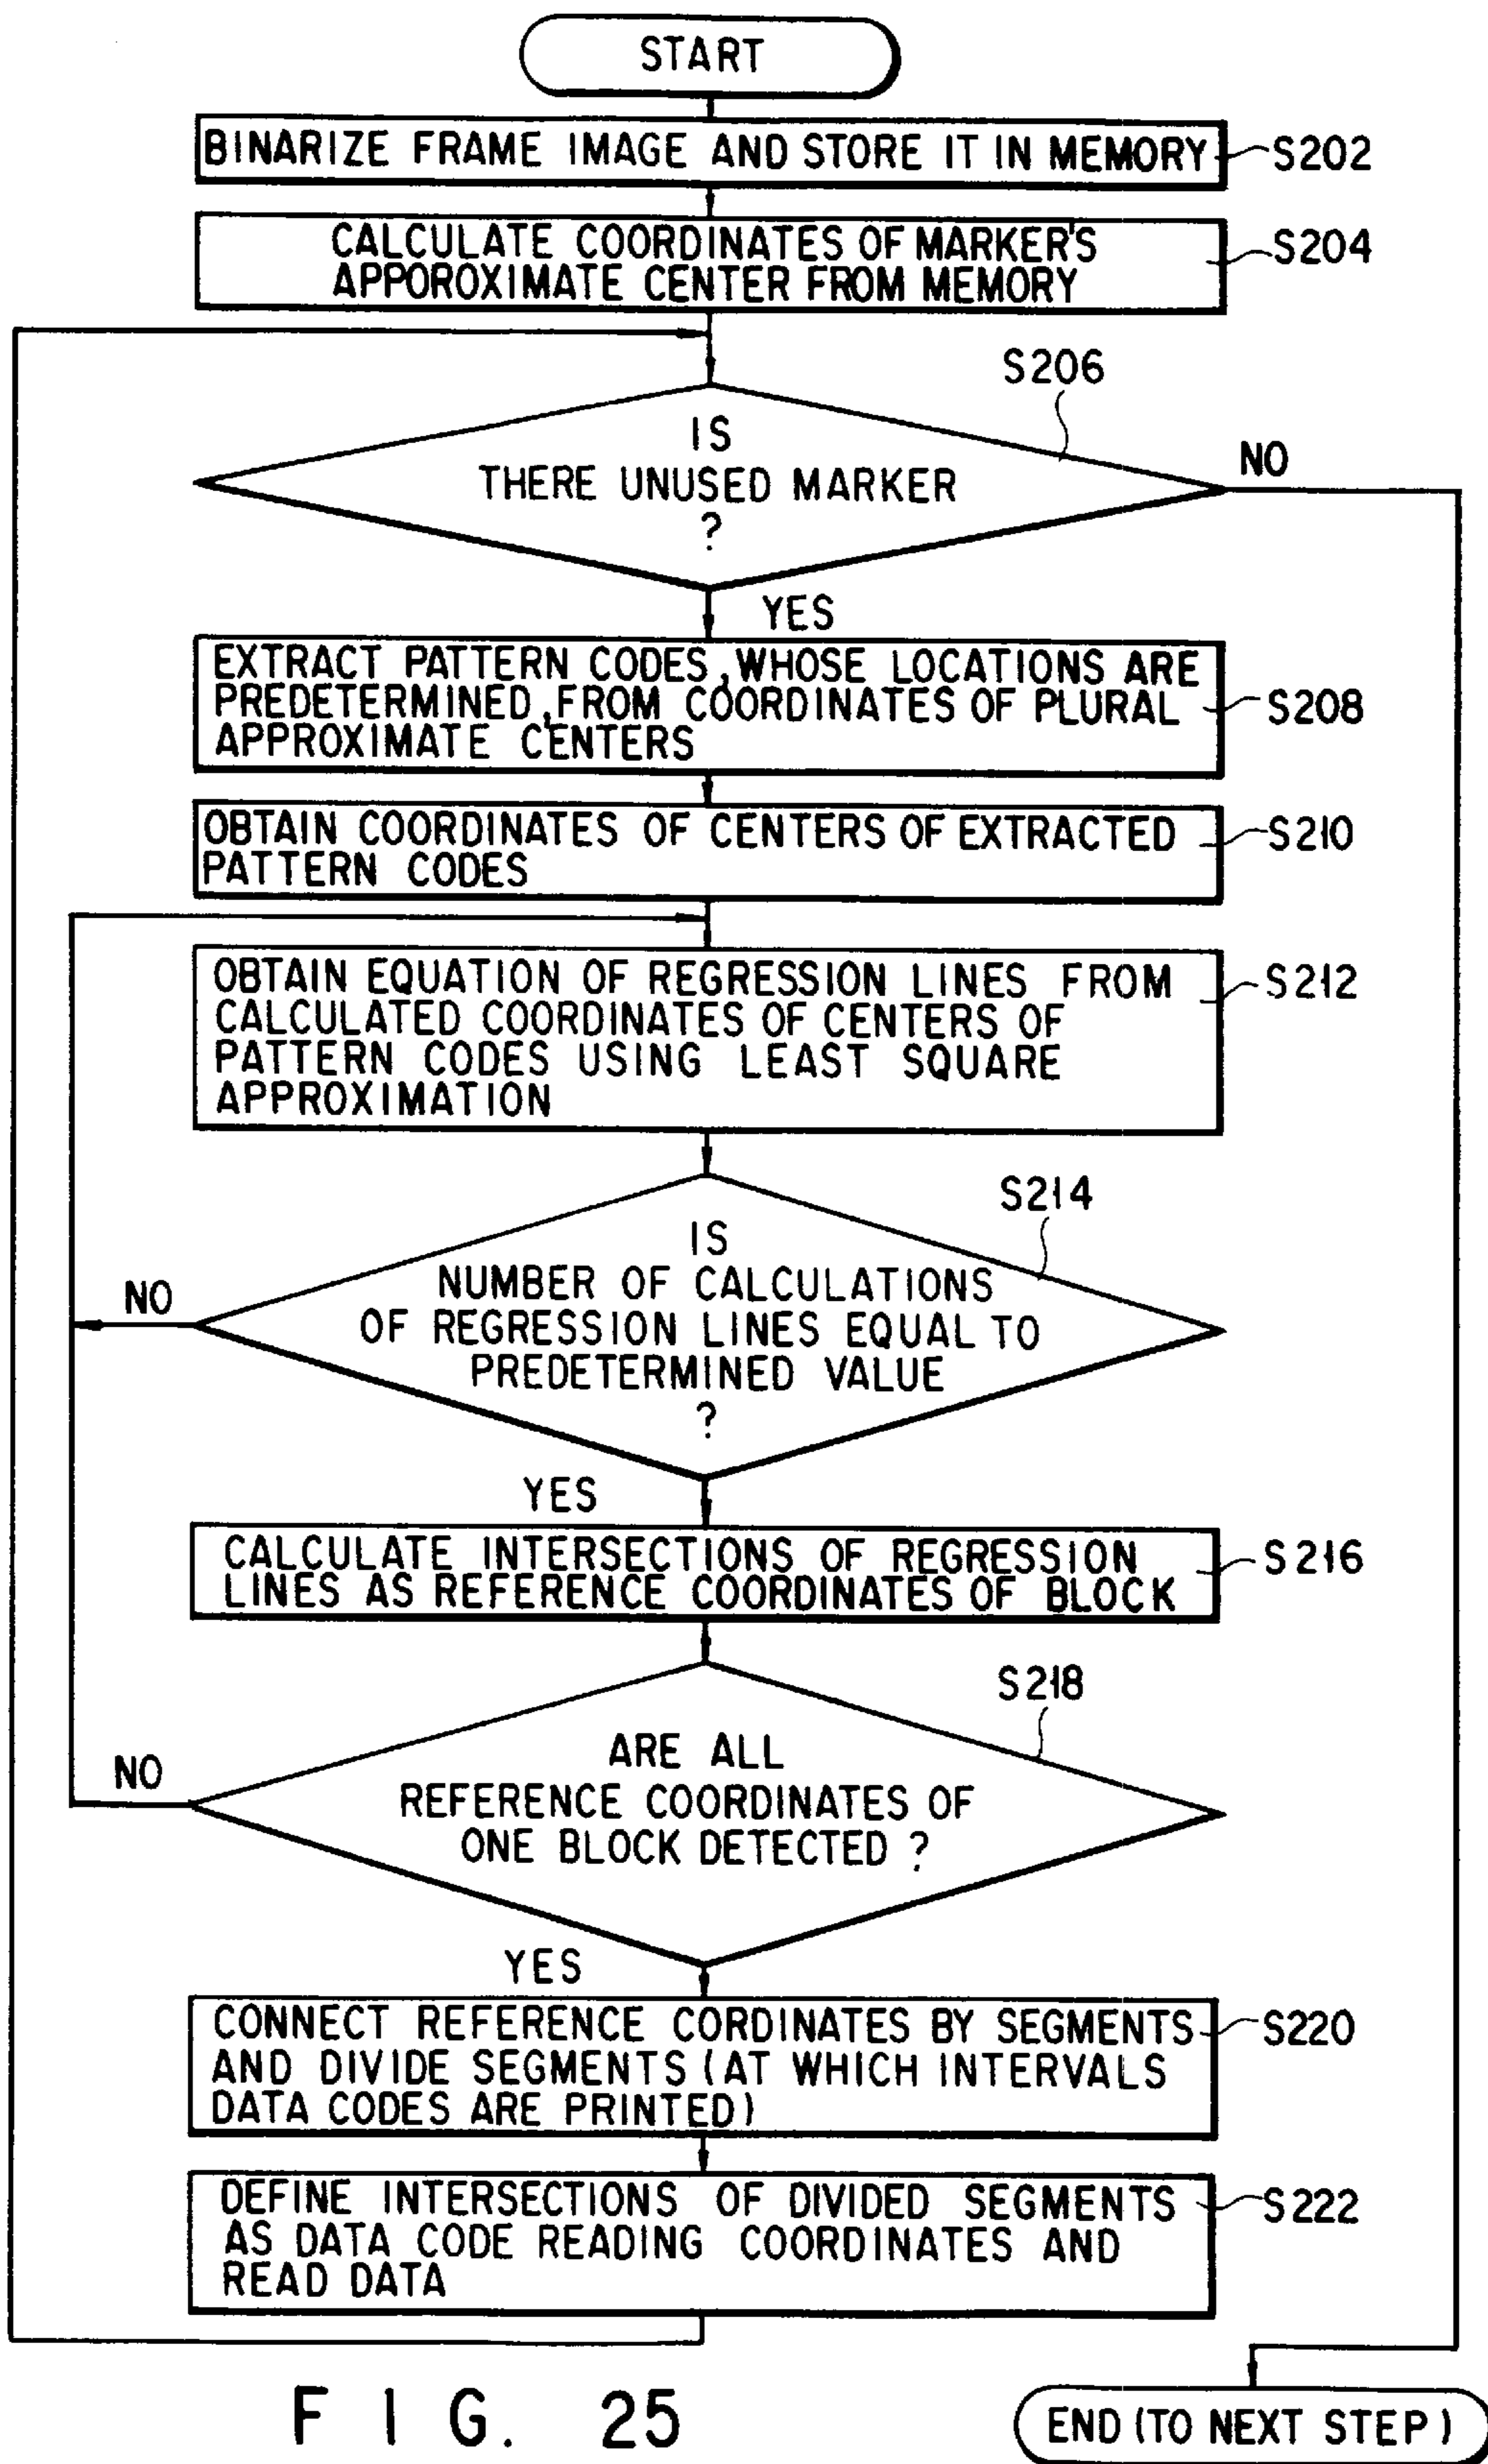 START
BINARIZE FRAME IMAGE AND STORE IT IN MEMORY
S202
CALCULATE COORDINATES OF MARKER'S
APPOROXIMATE CENTER FROM MEMORY
S204
S206
IS
THERE UNUSED MARKER
?
NO
YES
EXTRACT PATTERN CODES, WHOSE LOCATIONS ARE
PREDETERMINED, FROM COORDINATES OF PLURAL
APPROXIMATE CENTERS
S208
OBTAIN COORDINATES OF CENTERS OF EXTRACTED
PATTERN CODES
S210
OBTAIN EQUATION OF REGRESSION LINES FROM
CALCULATED COORDINATES OF CENTERS OF
PATTERN CODES USING LEAST SQUARE
APPROXIMATION
S212
S214
IS
NUMBER OF CALCULATIONS
OF REGRESSION LINES EQUAL TO
PREDETERMINED VALUE
?
NO
YES
CALCULATE INTERSECTIONS OF REGRESSION
LINES AS REFERENCE COORDINATES OF BLOCK
S216
S218
ARE ALL
REFERENCE COORDINATES OF
ONE BLOCK DETECTED ?
NO
YES
CONNECT REFERENCE CORDINATES BY SEGMENTS
AND DIVIDE SEGMENTS (AT WHICH INTERVALS
DATA CODES ARE PRINTED)
S220
DEFINE INTERSECTIONS OF DIVIDED SEGMENTS
AS DATA CODE READING COORDINATES AND
READ DATA
S222
END (TO NEXT STEP)
FIG. 25